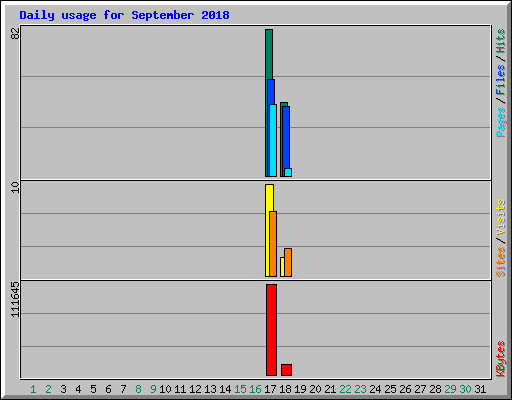 Daily usage for September 2018
82
Pages / Files / Hits
10
Sites / Visits
111645
KBytes
1 2 3 4 5 6 7 8 9 10 11 12 13 14 15 16 17 18 19 20 21 22 23 24 25 26 27 28 29 30 31